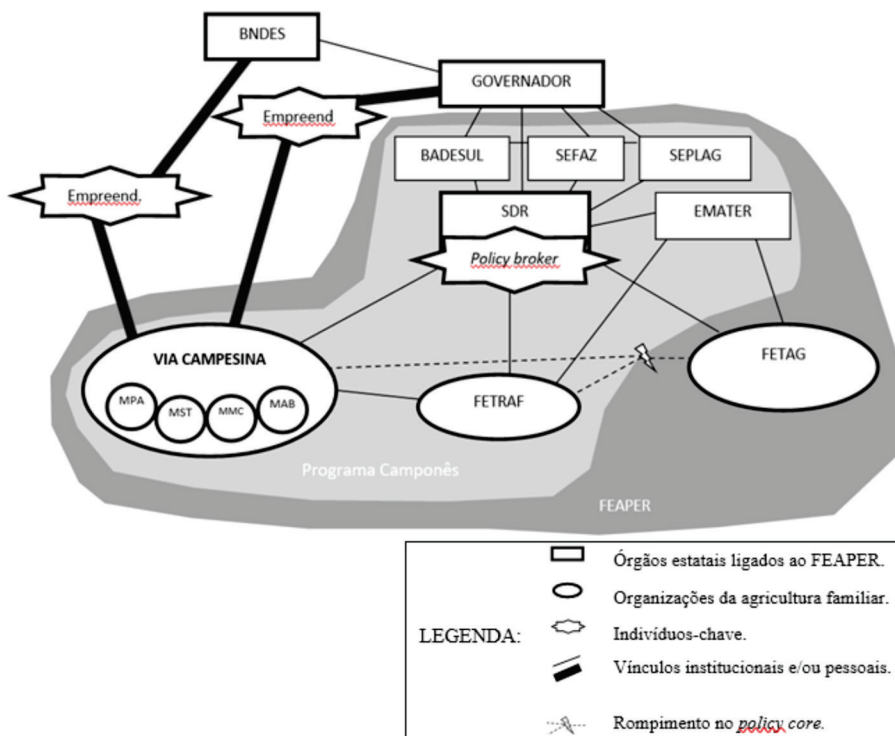 BNDES
GOVERNADOR
Empreend
BADESUL
SEFAZ
SEPLAG
Empreend.
SDR
EMATER
Policy broker
VIA CAMPESINA
FETAG
MPA
MST
MMC
MAB
FETRAF
Programa Camponês
FEAPER
LEGENDA:
Órgãos estatais ligados ao FEAPER.
Organizações da agricultura familiar.
Indivíduos-chave.
Vínculos institucionais e/ou pessoais.
Rompimento no policy core.